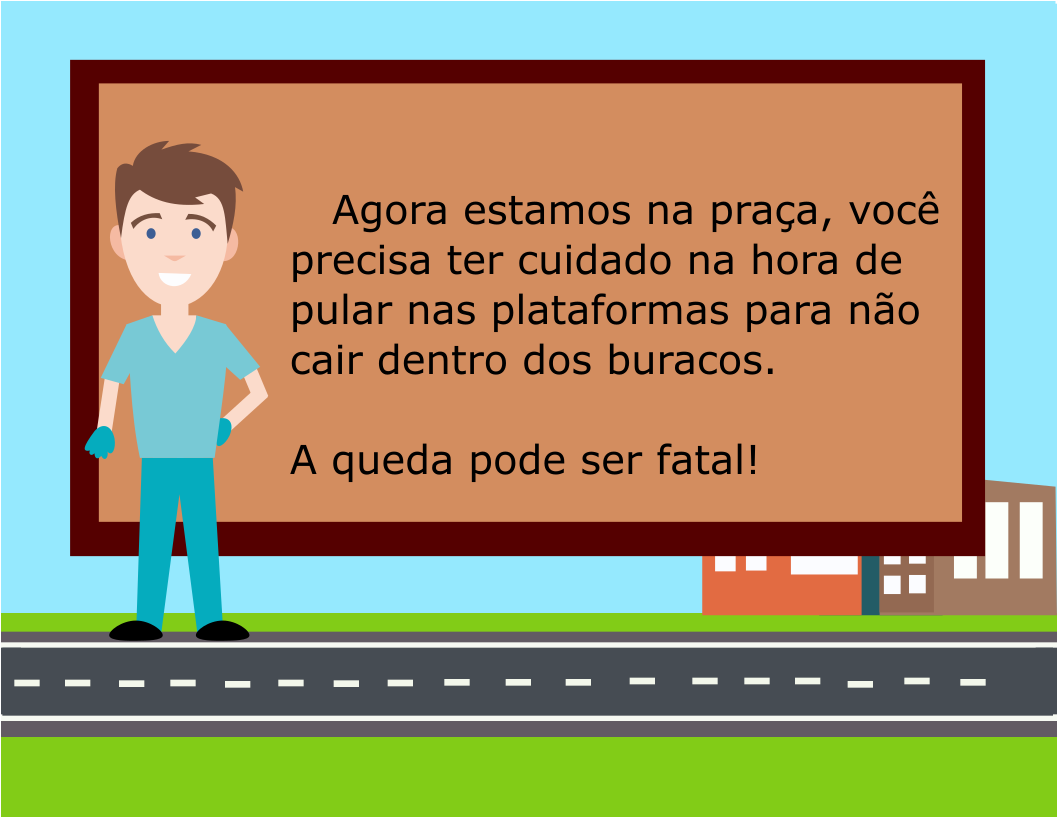 Agora estamos na praça, você
precisa ter cuidado na hora de
pular nas plataformas para não
cair dentro dos buracos.
A queda pode ser fatal!